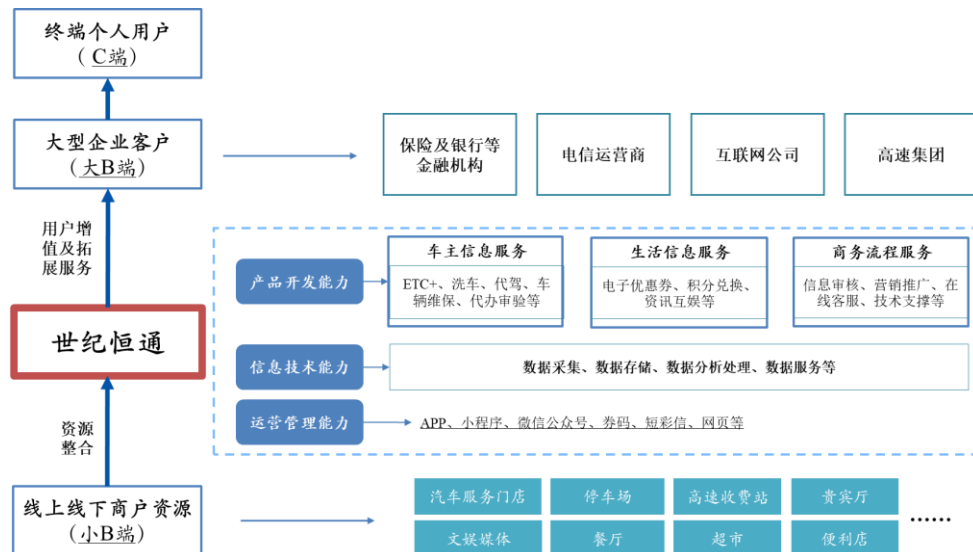 终端个人用户
（C端）
大型企业客户
（大B端）
保险及银行等
金融机构
电信运营商
互联网公司
高速集团
用户增
值及拓
展服务
产品开发能力
车主信息服务
ETC+、洗车、代驾、车
辆维保、代办审验等
生活信息服务
电子优惠券、积分兑换、
资讯互娱等
商务流程服务
信息审核、营销推广、在
线客服、技术支撑等
世纪恒通
信息技术能力
数据采集、数据存储、数据分析处理、数据服务等
运营管理能力
APP、小程序、微信公众号、券码、短彩信、网页等
资源
整合
线上线下商户资源
（小B端）
汽车服务门店
停车场
高速收费站
贵宾厅
文娱媒体
餐厅
超市
便利店
……